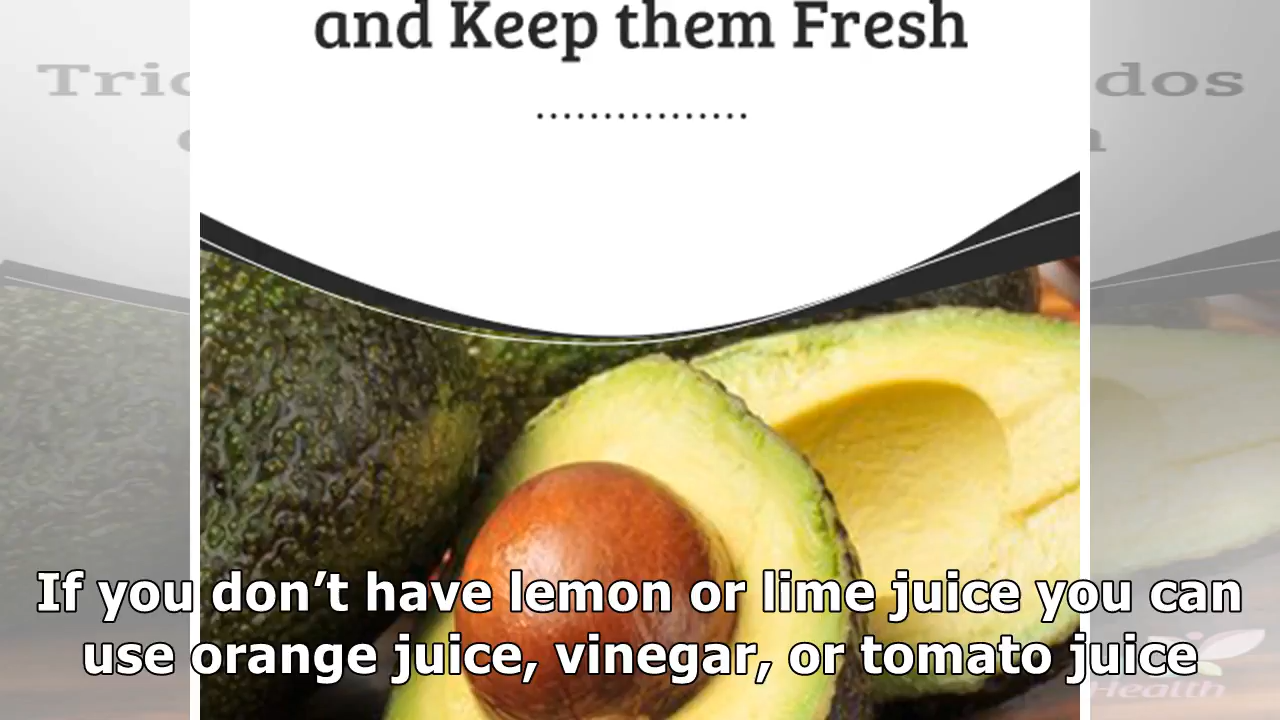 and Keep them Fresh
If you don’t have lemon or lime juice you can
use orange juice, vinegar, or tomato juice
Health